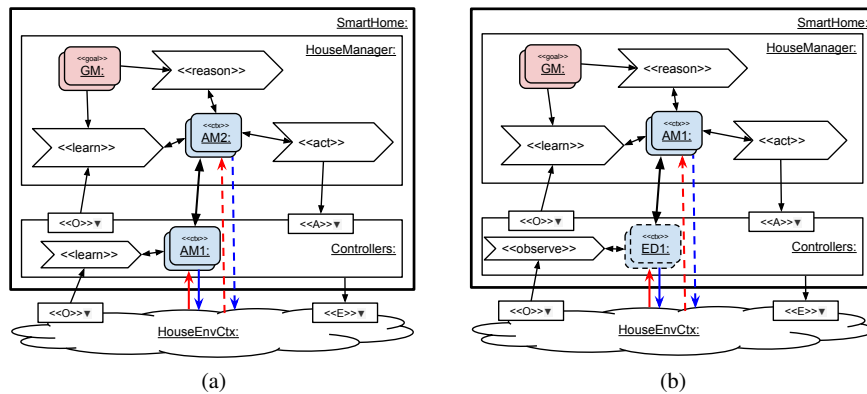 SmartHome:
HouseManager:
<<goal>>
GM:
<<reason>>
<<ctx>>
AM2:
<<learn>>
<<act>>
<<O>>▼
<<A>>▼
<<ctx>>
AM1:
<<learn>>
Controllers:
<<O>>▼
<<E>>▼
HouseEnvCtx:
(a)
SmartHome:
HouseManager:
<<goal>>
GM:
<<reason>>
<<ctx>>
AM1:
<<learn>>
<<act>>
<<O>>▼
<<A>>▼
<<ctx>>
ED1:
<<observe>>
Controllers:
<<O>>▼
<<E>>▼
HouseEnvCtx:
(b)